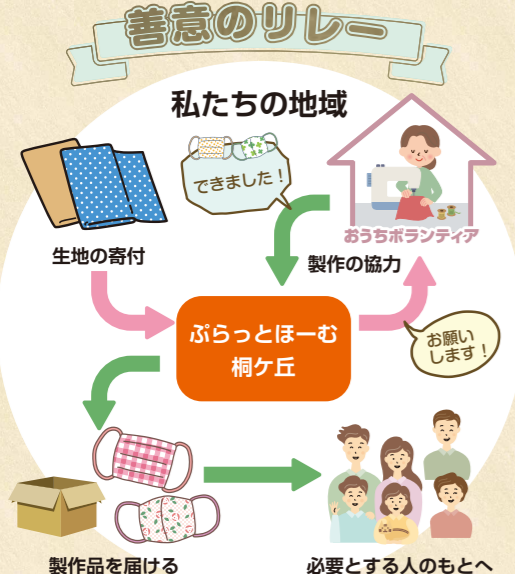 善意のリレー
私たちの地域
できました！
生地の寄付
おうちボランティア
製作の協力
ぷらっとほーむ
桐ケ丘
お願い
します！
製作品を届ける
必要とする人のもとへ